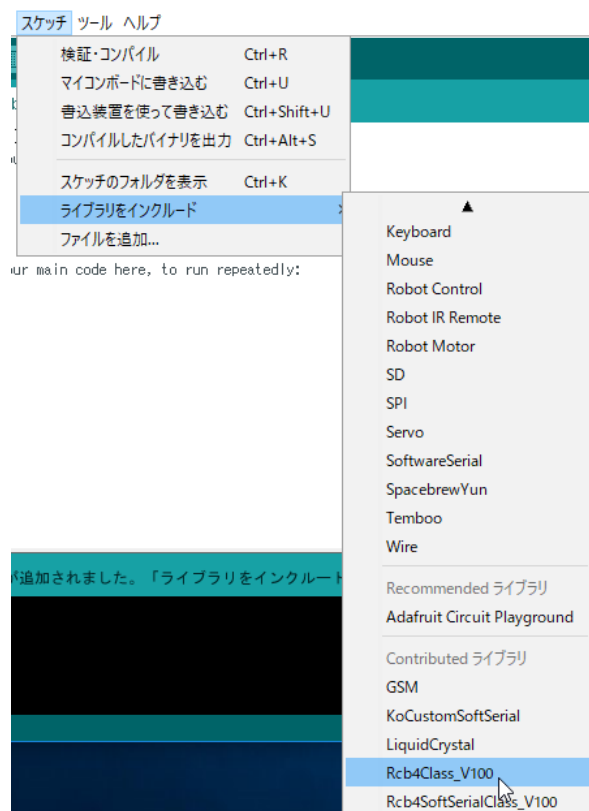 スケッチ ツール ヘルプ
検証・コンパイル Ctrl+R
マイコンボードに書き込む Ctrl+U
書込装置を使って書き込む Ctrl+Shift+U
コンパイルしたバイナリを出力 Ctrl+Alt+S
スケッチのフォルダを表示 Ctrl+K
ライブラリをインクルード
ファイルを追加...
our main code here, to run repeatedly:
Keyboard
Mouse
Robot Control
Robot IR Remote
Robot Motor
SD
SPI
Servo
SoftwareSerial
SpacebrewYun
Temboo
Wire
が追加されました。「ライブラリをインクルード
Recommended ライブラリ
Adafruit Circuit Playground
Contributed ライブラリ
GSM
KoCustomSoftSerial
LiquidCrystal
Rcb4Class_V100
Rcb4SoftSerialClass_V100